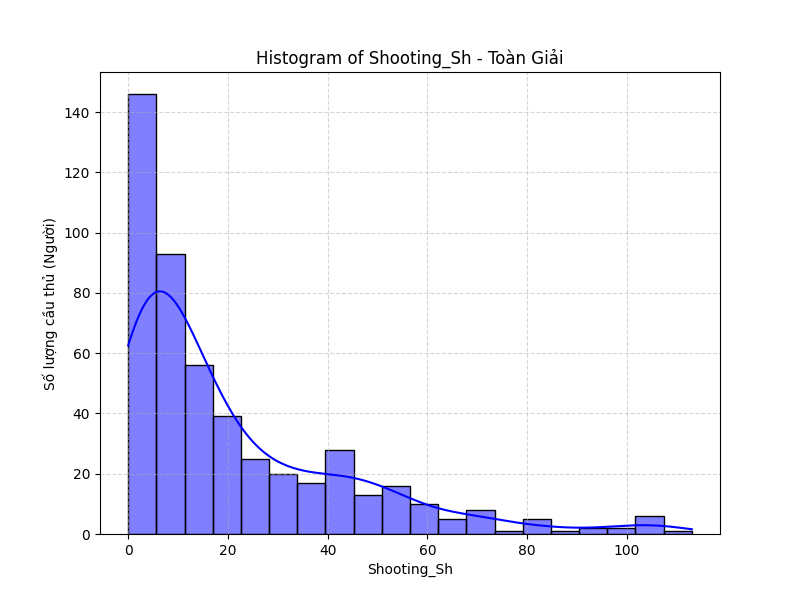 Histogram of Shooting_Sh - Toàn Giải
Số lượng cầu thủ (Người)
140
120
100
80
60
40
20
0
0 20 40 60 80 100
Shooting_Sh